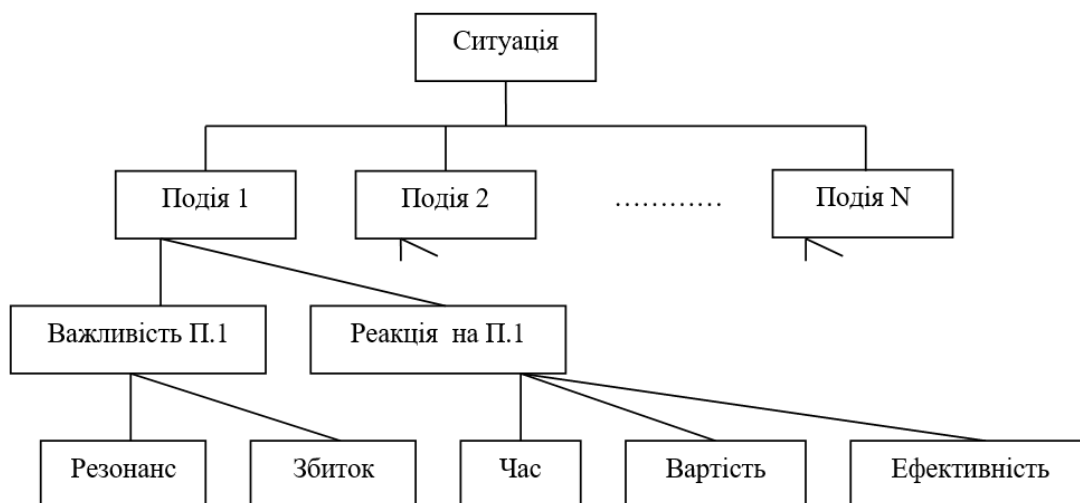 Ситуація
Подія 1
Подія 2
............
Подія N
Важливість П.1
Реакція на П.1
Резонанс
Збиток
Час
Вартість
Ефективність